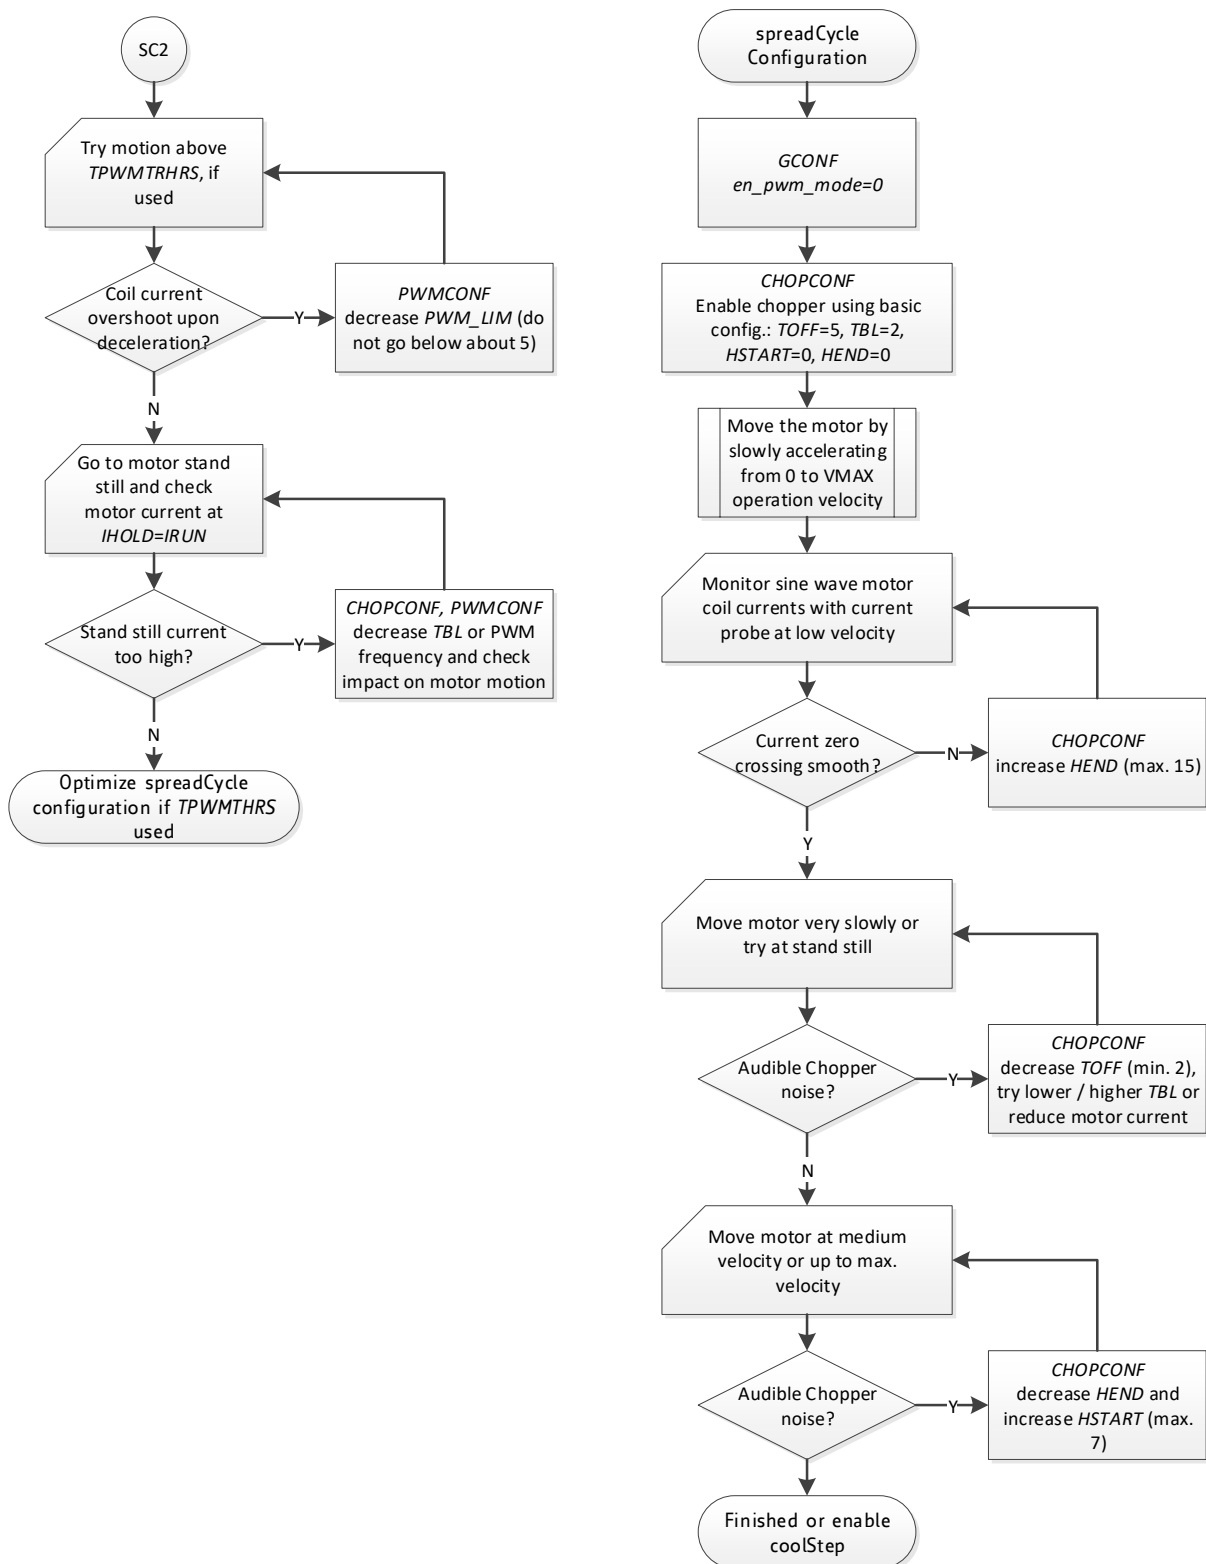 SC2
Try motion above
TPWMTRHRS, if
used
Coil current
overshoot upon
deceleration?
Y
PWMCONF
decrease PWM_LIM (do
not go below about 5)
N
Go to motor stand
still and check
motor current at
IHOLD=IRUN
Stand still current
too high?
Y
CHOPCONF, PWMCONF
decrease TBL or PWM
frequency and check
impact on motor motion
N
Optimize spreadCycle
configuration if TPWMTHRS
used
spreadCycle
Configuration
GCONF
en_pwm_mode=0
CHOPCONF
Enable chopper using basic
config.: TOFF=5, TBL=2,
HSTART=0, HEND=0
Move the motor by
slowly accelerating
from 0 to VMAX
operation velocity
Monitor sine wave motor
coil currents with current
probe at low velocity
Current zero
crossing smooth?
N
CHOPCONF
increase HEND (max. 15)
Y
Move motor very slowly or
try at stand still
Audible Chopper
noise?
Y
CHOPCONF
decrease TOFF (min. 2),
try lower / higher TBL or
reduce motor current
N
Move motor at medium
velocity or up to max.
velocity
Audible Chopper
noise?
Y
CHOPCONF
decrease HEND and
increase HSTART (max.
7)
Finished or enable
coolStep